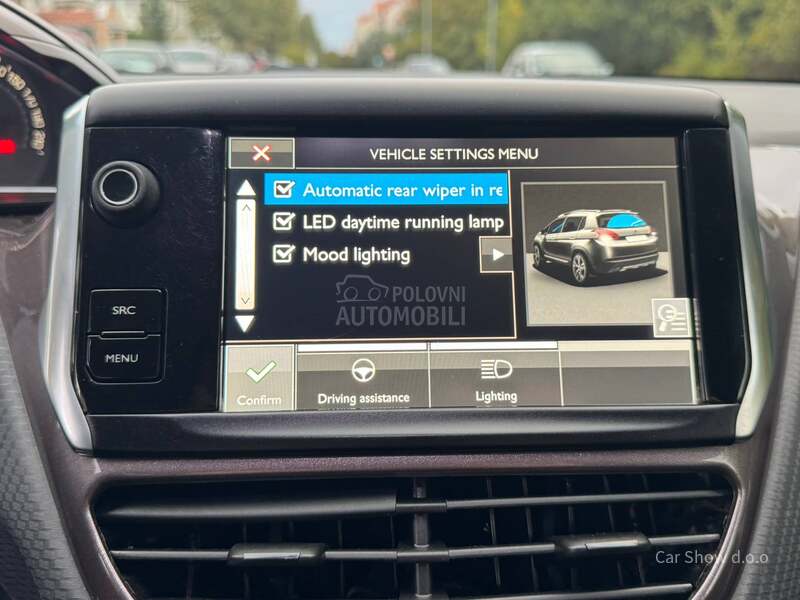 VEHICLE SETTINGS MENU
Automatic rear wiper in re
LED daytime running lamp
Mood lighting
SRC
MENU
POLOVNI
AUTOMOBILI
Confirm
Driving assistance
Lighting
Car Show d.o.o